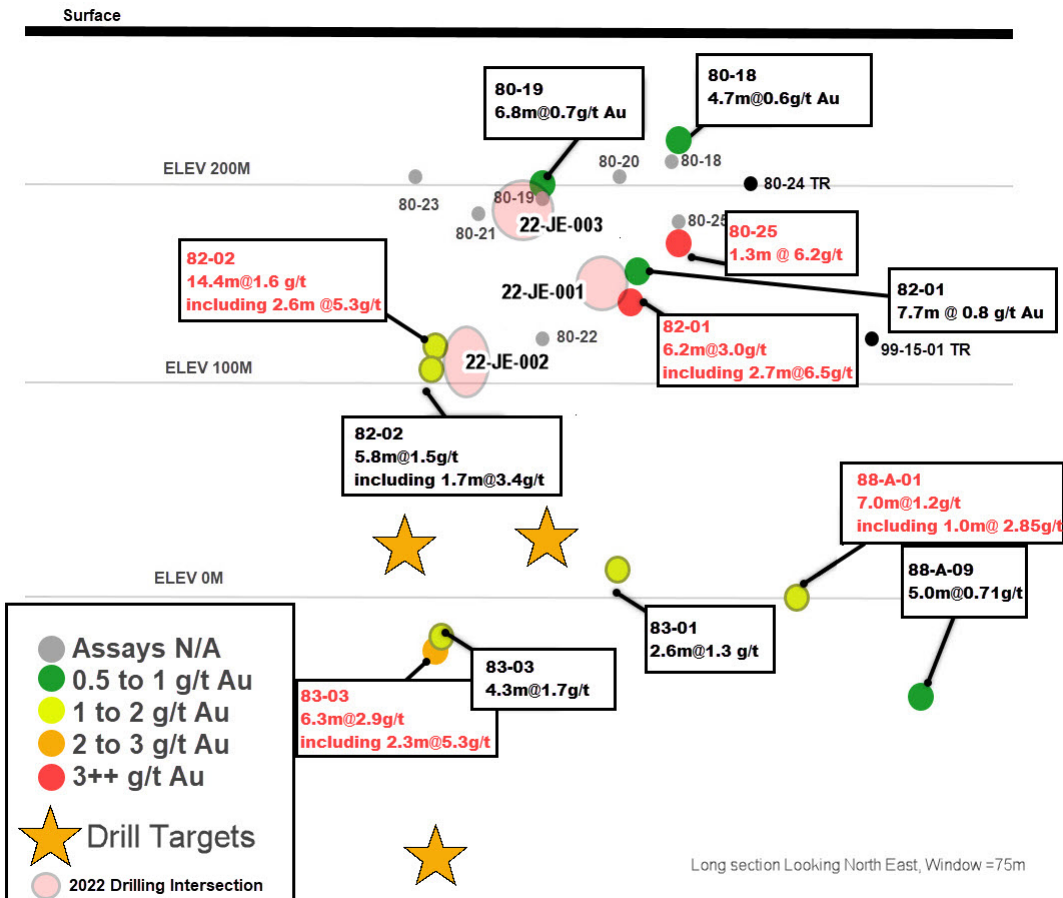 Surface
80-19
6.8m@0.7g/t Au
80-18
4.7m@0.6g/t Au
ELEV 200M
80-23
80-21
80-19
80-20
80-18
80-24 TR
22-JE-003
80-25
80-25
1.3m @ 6.2g/t
82-02
14.4m@1.6 g/t
including 2.6m @5.3g/t
22-JE-001
82-01
7.7m @ 0.8 g/t Au
82-01
6.2m@3.0g/t
including 2.7m@6.5g/t
80-22
99-15-01 TR
22-JE-002
ELEV 100M
82-02
5.8m@1.5g/t
including 1.7m@3.4g/t
88-A-01
7.0m@1.2g/t
including 1.0m@ 2.85g/t
88-A-09
5.0m@0.71g/t
ELEV 0M
83-01
2.6m@1.3 g/t
83-03
4.3m@1.7g/t
83-03
6.3m@2.9g/t
including 2.3m@5.3g/t
Assays N/A
0.5 to 1 g/t Au
1 to 2 g/t Au
2 to 3 g/t Au
3++ g/t Au
Drill Targets
2022 Drilling Intersection
Long section Looking North East, Window =75m